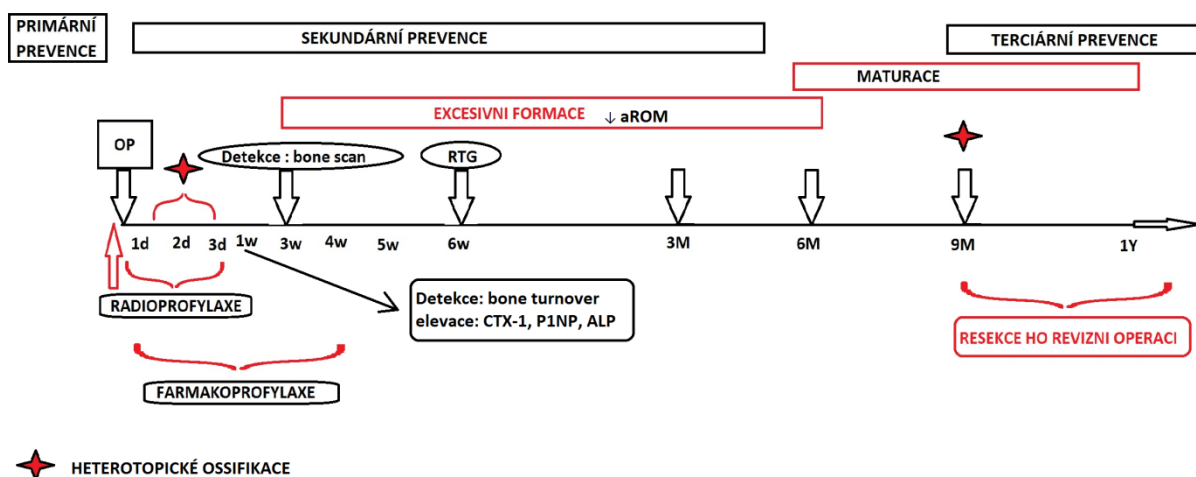 PRIMÁRNÍ
PREVENCE
SEKUNDÁRNÍ PREVENCE
TERCIÁRNÍ PREVENCE
MATURACE
EXCESIVNI FORMACE ↓ aROM
OP
Detekce : bone scan
RTG
1d 2d 3d 1w 3w 4w 5w 6w 3M 6M 9M 1Y
RADIOPROFYLAXE
Detekce: bone turnover
elevace: CTX-1, P1NP, ALP
RESEKCE HO REVIZNI OPERACI
FARMAKOPROFYLAXE
HETEROTOPICKÉ OSSIFIKACE